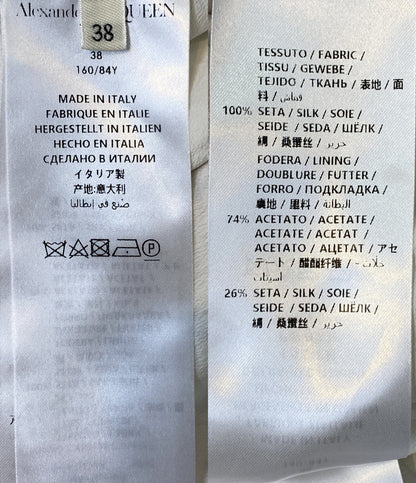 Alexander QUEEN
38
38
160/84Y
MADE IN ITALY
FABRIQUE EN ITALIE
HERGESTELLT IN ITALIEN
HECHO EN ITALIA
СДЕЛАНО В ИТАЛИИ
イタリア製
产地:意大利
صنع في إيطاليا
P
TESSUTO / FABRIC /
TISSU / GEWEBE /
TEJIDO / ТКАНЬ / 表地 / 面
料 / قماش
100% SETA / SILK / SOIE /
SEIDE / SEDA / ШЁЛК /
絹 / 桑蚕丝 / حرير
FODERA / LINING /
DOUBLURE / FUTTER /
FORRO / ПОДКЛАДКА /
裏地 / 里料 / البطانة
74% ACETATO / ACETATE /
ACETATE / ACETAT /
ACETATO / АЦЕТАТ / アセ
テート / 醋酯纤维 / خلات -
أسيتات
26% SETA / SILK / SOIE /
SEIDE / SEDA / ШЁЛК /
絹 / 桑蚕丝 / حرير